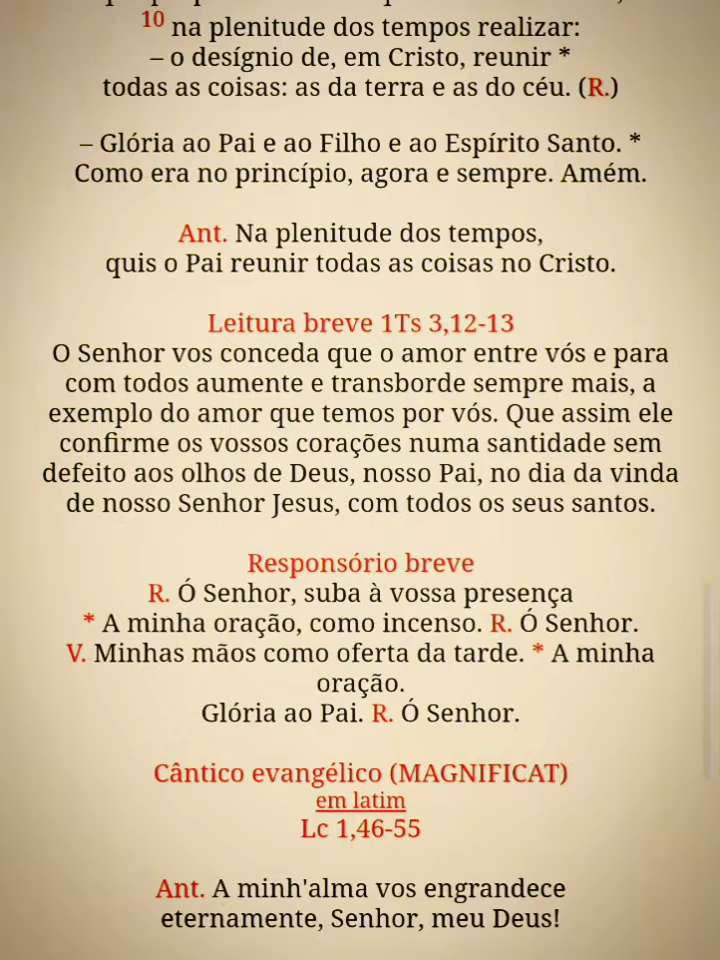 10 na plenitude dos tempos realizar:
– o desígnio de, em Cristo, reunir *
todas as coisas: as da terra e as do céu. (R.)
– Glória ao Pai e ao Filho e ao Espírito Santo. *
Como era no princípio, agora e sempre. Amém.
Ant. Na plenitude dos tempos,
quis o Pai reunir todas as coisas no Cristo.
Leitura breve 1Ts 3,12-13
O Senhor vos conceda que o amor entre vós e para
com todos aumente e transborde sempre mais, a
exemplo do amor que temos por vós. Que assim ele
confirme os vossos corações numa santidade sem
defeito aos olhos de Deus, nosso Pai, no dia da vinda
de nosso Senhor Jesus, com todos os seus santos.
Responsório breve
R. Ó Senhor, suba à vossa presença
* A minha oração, como incenso. R. Ó Senhor.
V. Minhas mãos como oferta da tarde. * A minha
oração.
Glória ao Pai. R. Ó Senhor.
Cântico evangélico (MAGNIFICAT)
em latim
Lc 1,46-55
Ant. A minh'alma vos engrandece
eternamente, Senhor, meu Deus!